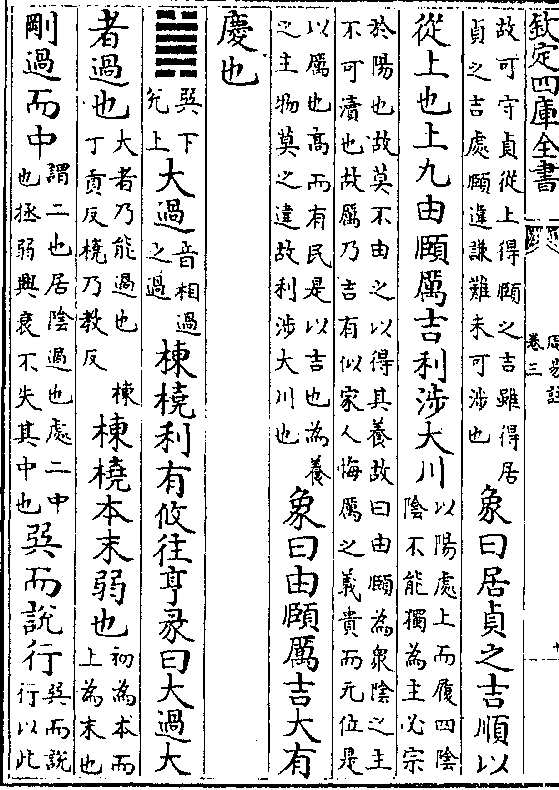 欽定四庫全書
周易註
卷三
故可守貞從上得頤之吉雖得居
貞之吉處頤違謙難未可涉也
象曰居貞之吉順以
從上也上九由頤厲吉利涉大川
以陽處上而履四陰
陰不能獨為主必宗
於陽也故莫不由之以得其養故曰由頤為衆陰之主
不可瀆也故厲乃吉有似家人悔厲之義貴而无位是
以厲也高而有民是以吉也為養
之主物莫之違故利涉大川也
象曰由頤厲吉大有
慶也
䷛
巽下
兊上
大過
音相過
之過
棟橈利有攸往亨彖曰大過大
者過也
大者乃能過也 棟
丁貢反橈乃教反
棟橈本末弱也
初為本而
上為末也
剛過而中
謂二也居陰過也處二中
也拯弱興衰不失其中也
巽而說行
巽而說
行以此